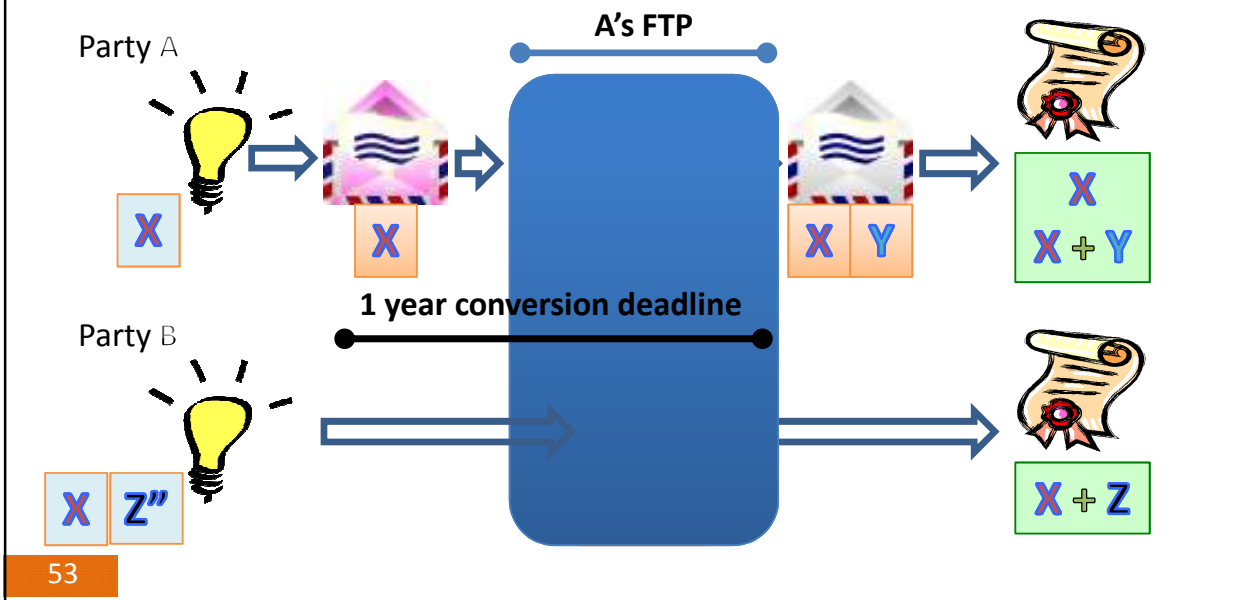 A's FTP
Party A
X
X
X Y
X
X + Y
1 year conversion deadline
Party B
X Z”
X + Z
53